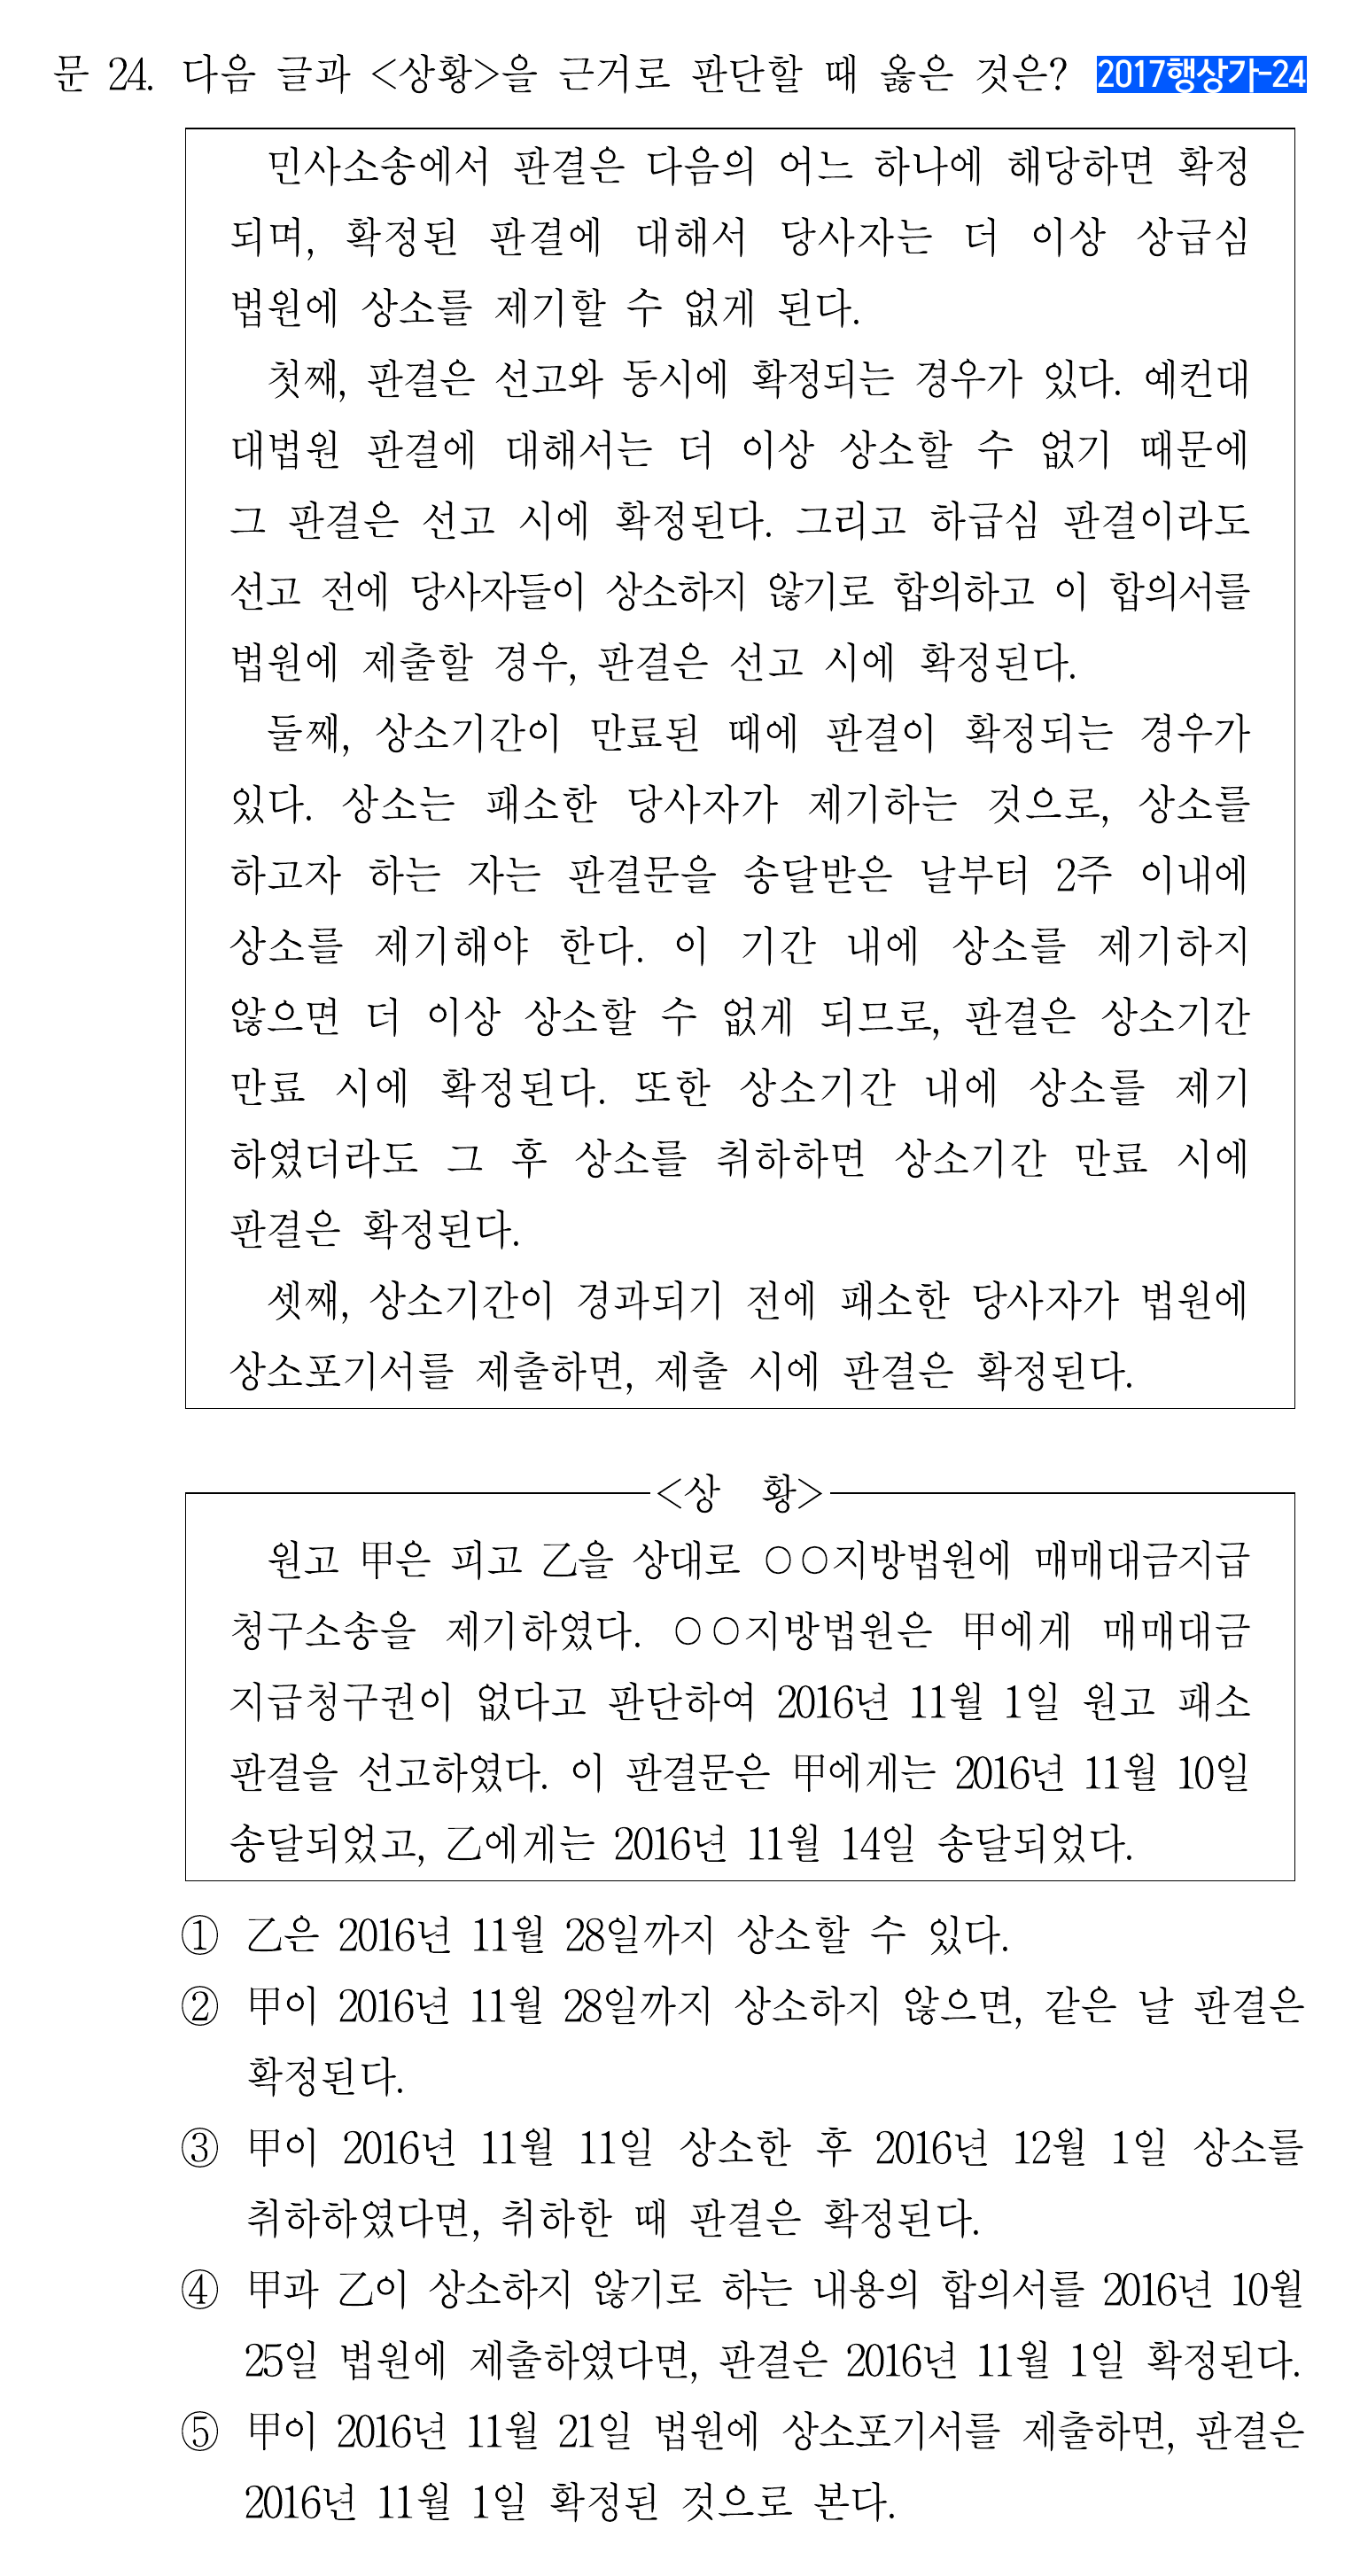 문 24. 다음 글과 <상황>을 근거로 판단할 때 옳은 것은? 2017행상가-24
민사소송에서 판결은 다음의 어느 하나에 해당하면 확정
되며, 확정된 판결에 대해서 당사자는 더 이상 상급심
법원에 상소를 제기할 수 없게 된다.
첫째, 판결은 선고와 동시에 확정되는 경우가 있다. 예컨대
대법원 판결에 대해서는 더 이상 상소할 수 없기 때문에
그 판결은 선고 시에 확정된다. 그리고 하급심 판결이라도
선고 전에 당사자들이 상소하지 않기로 합의하고 이 합의서를
법원에 제출할 경우, 판결은 선고 시에 확정된다.
둘째, 상소기간이 만료된 때에 판결이 확정되는 경우가
있다. 상소는 패소한 당사자가 제기하는 것으로, 상소를
하고자 하는 자는 판결문을 송달받은 날부터 2주 이내에
상소를 제기해야 한다. 이 기간 내에 상소를 제기하지
않으면 더 이상 상소할 수 없게 되므로, 판결은 상소기간
만료 시에 확정된다. 또한 상소기간 내에 상소를 제기
하였더라도 그 후 상소를 취하하면 상소기간 만료 시에
판결은 확정된다.
셋째, 상소기간이 경과되기 전에 패소한 당사자가 법원에
상소포기서를 제출하면, 제출 시에 판결은 확정된다.
<상 황>
원고 甲은 피고 乙을 상대로 ○○지방법원에 매매대금지급
청구소송을 제기하였다. ○○지방법원은 甲에게 매매대금
지급청구권이 없다고 판단하여 2016년 11월 1일 원고 패소
판결을 선고하였다. 이 판결문은 甲에게는 2016년 11월 10일
송달되었고, 乙에게는 2016년 11월 14일 송달되었다.
① 乙은 2016년 11월 28일까지 상소할 수 있다.
② 甲이 2016년 11월 28일까지 상소하지 않으면, 같은 날 판결은
확정된다.
③ 甲이 2016년 11월 11일 상소한 후 2016년 12월 1일 상소를
취하하였다면, 취하한 때 판결은 확정된다.
④ 甲과 乙이 상소하지 않기로 하는 내용의 합의서를 2016년 10월
25일 법원에 제출하였다면, 판결은 2016년 11월 1일 확정된다.
⑤ 甲이 2016년 11월 21일 법원에 상소포기서를 제출하면, 판결은
2016년 11월 1일 확정된 것으로 본다.